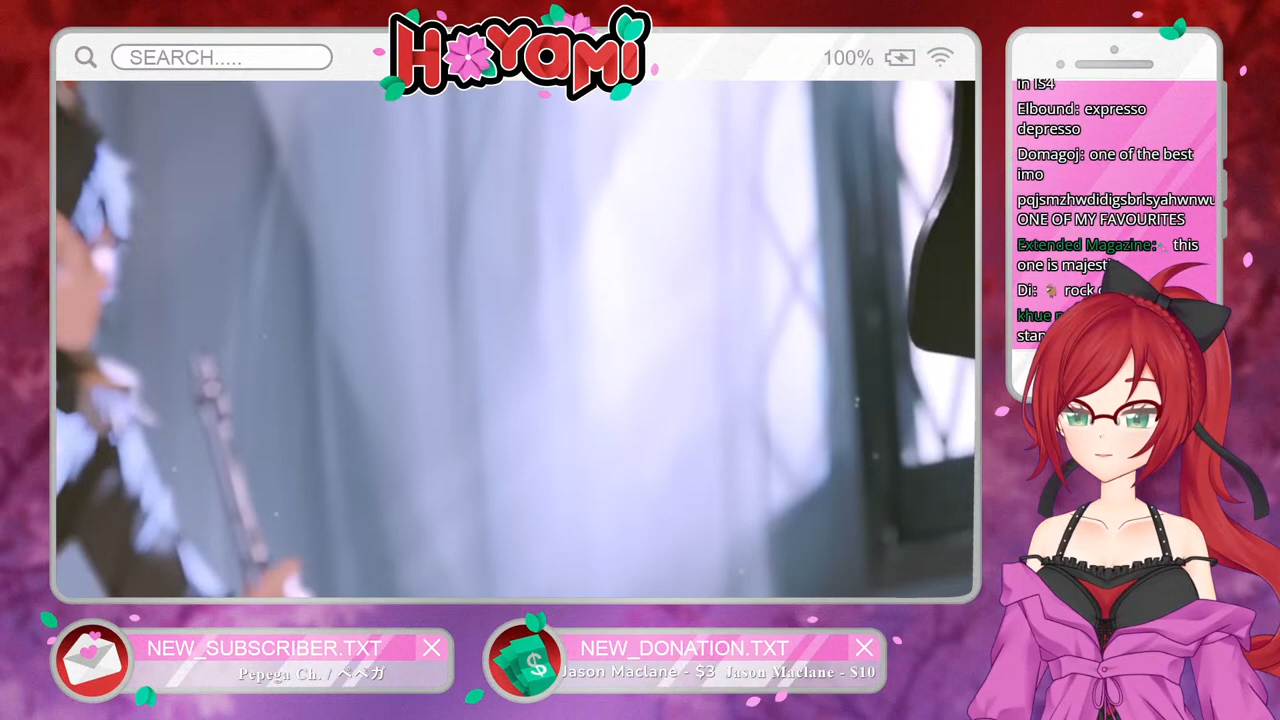 SEARCH.....
HOYaMi
100%
in IS4
Elbound: expresso
depresso
Domagoj: one of the best
imo
pqjsmzhwdidigsbrlsyahwnwu
ONE OF MY FAVOURITES
Extended Magazine: this
one is majest
Di: rock
khue
stan
NEW_SUBSCRIBER.TXT
Pepega Ch. / ペペガ
NEW_DONATION.TXT
Jason Maclane - $3 Jason Maclane - $10